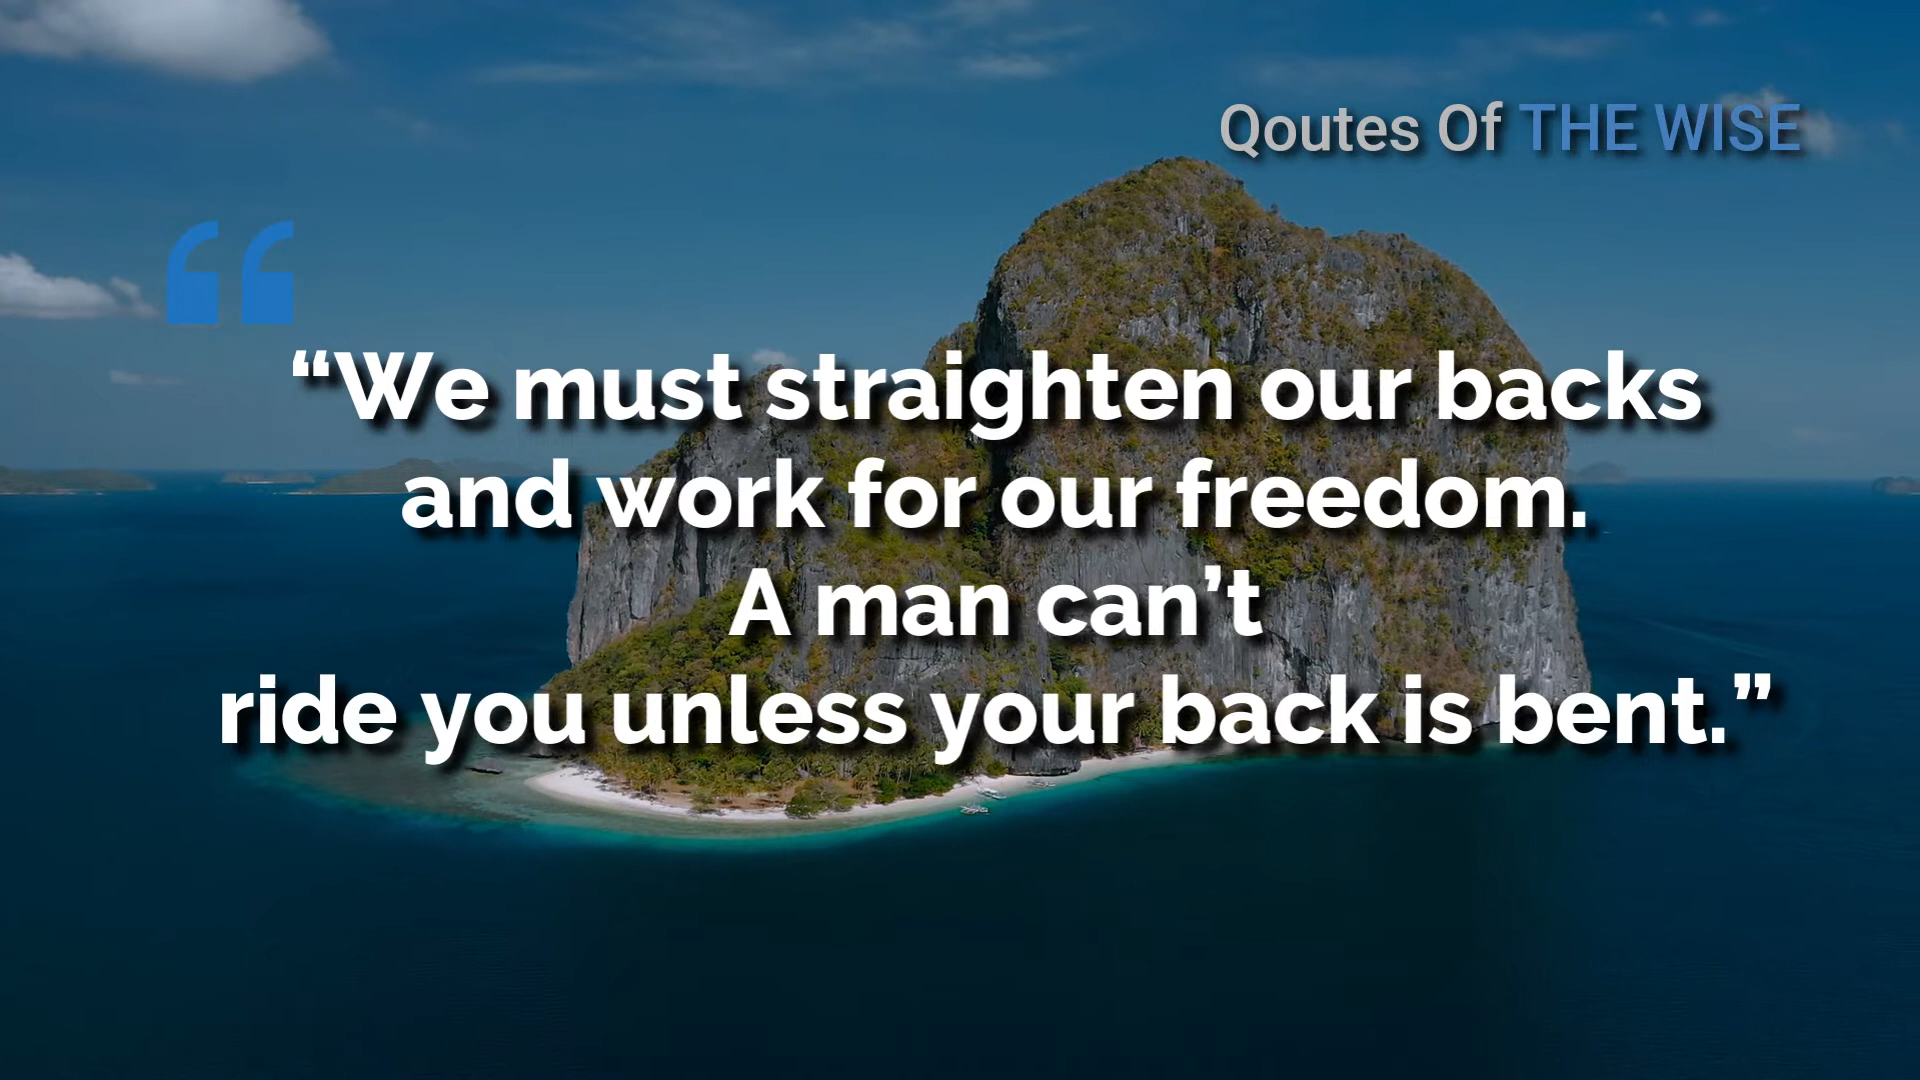 Qoutes Of THE WISE
“We must straighten our backs
and work for our freedom.
A man can’t
ride you unless your back is bent.”